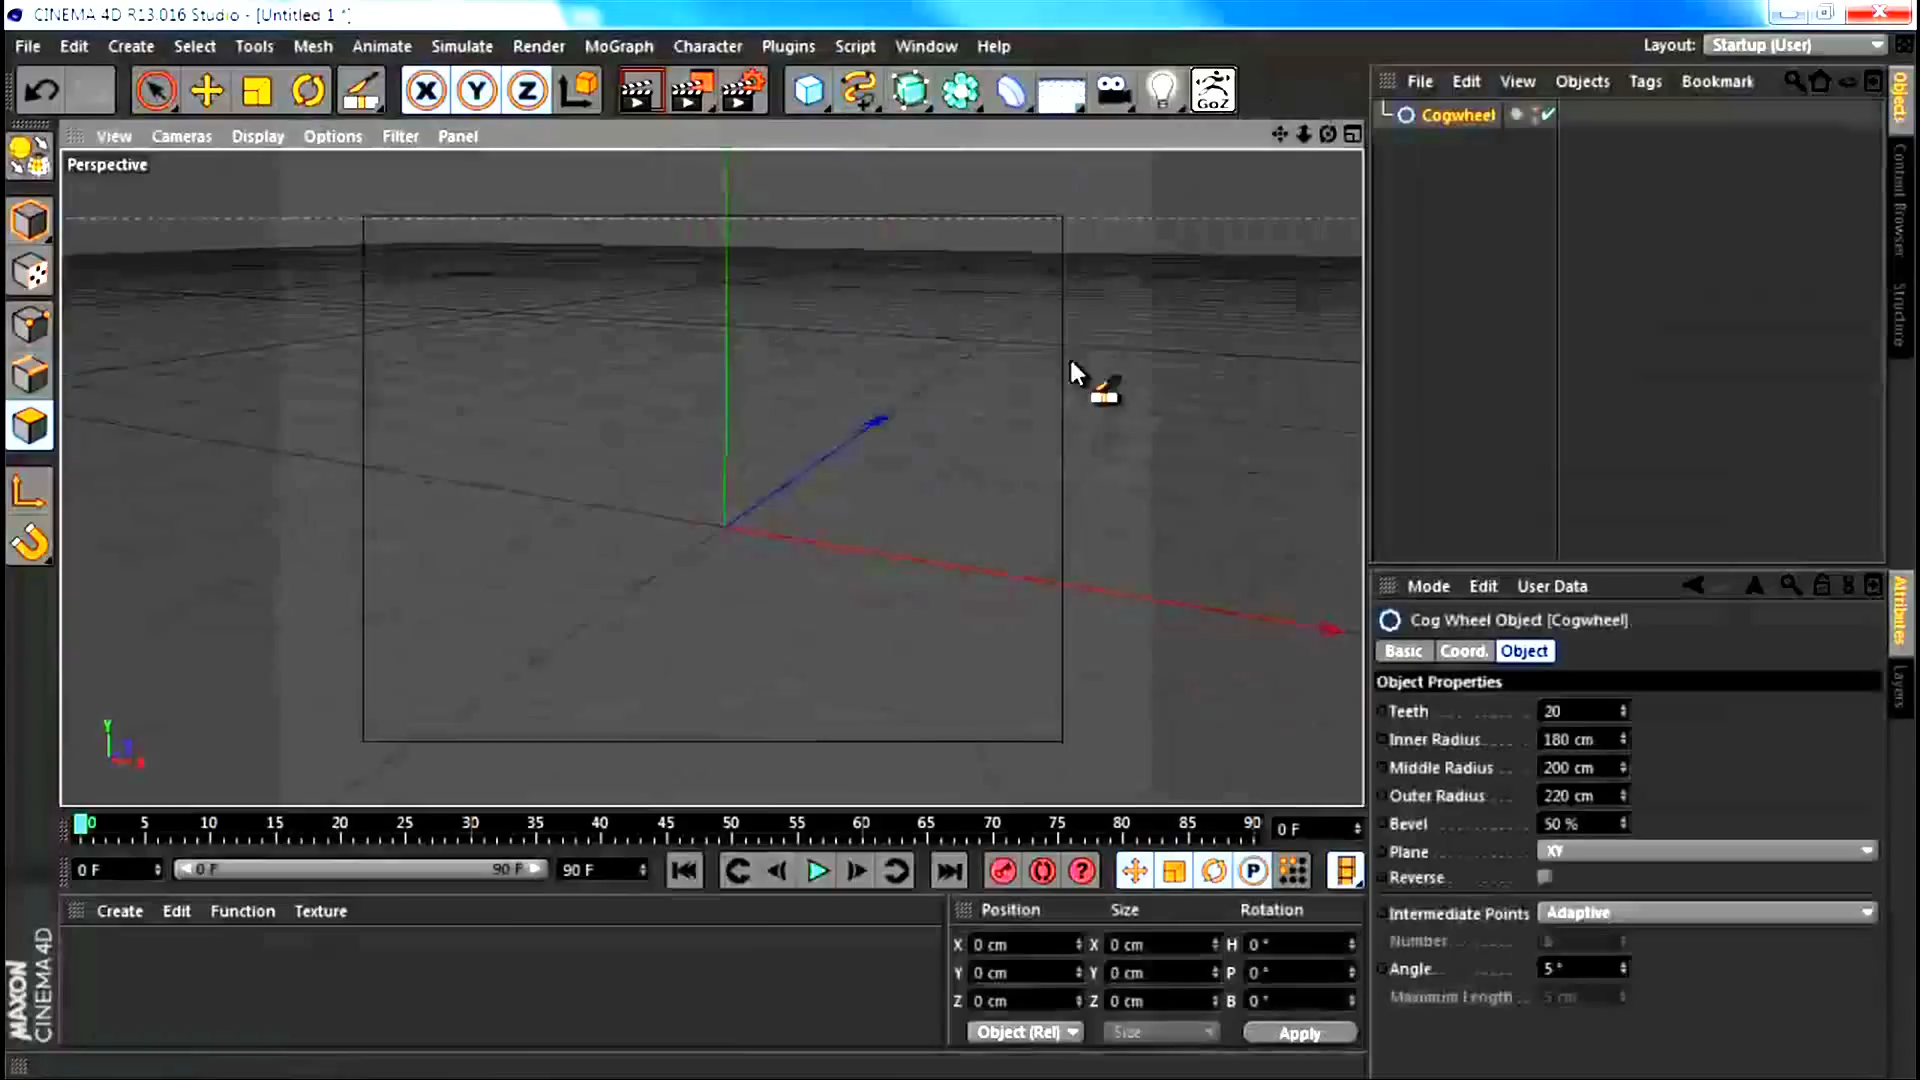 CINEMA 4D R13.016 Studio - [Untitled 1 *]
File Edit Create Select Tools Mesh Animate Simulate Render MoGraph Character Plugins Script Window Help
Layout: Startup (User)
X Y Z GoZ
File Edit View Objects Tags Bookmark
Cogwheel
Objects
Content Browser
Structure
View Cameras Display Options Filter Panel
Perspective
Y
Mode Edit User Data
Cog Wheel Object [Cogwheel]
Basic Coord. Object
Object Properties
Teeth 20
Inner Radius 180 cm
Middle Radius 200 cm
Outer Radius 220 cm
Bevel 50 %
Plane XY
Reverse
Intermediate Points Adaptive
Number
Angle 5 °
Maximum Length 5 cm
Attributes
Layers
0 5 10 15 20 25 30 35 40 45 50 55 60 65 70 75 80 85 90 0 F
0 F 0 F 90 F 90 F
? P
Create Edit Function Texture
Position Size Rotation
X 0 cm X 0 cm H 0 °
Y 0 cm Y 0 cm P 0 °
Z 0 cm Z 0 cm B 0 °
Object (Rel) Size Apply
MAXON
CINEMA 4D